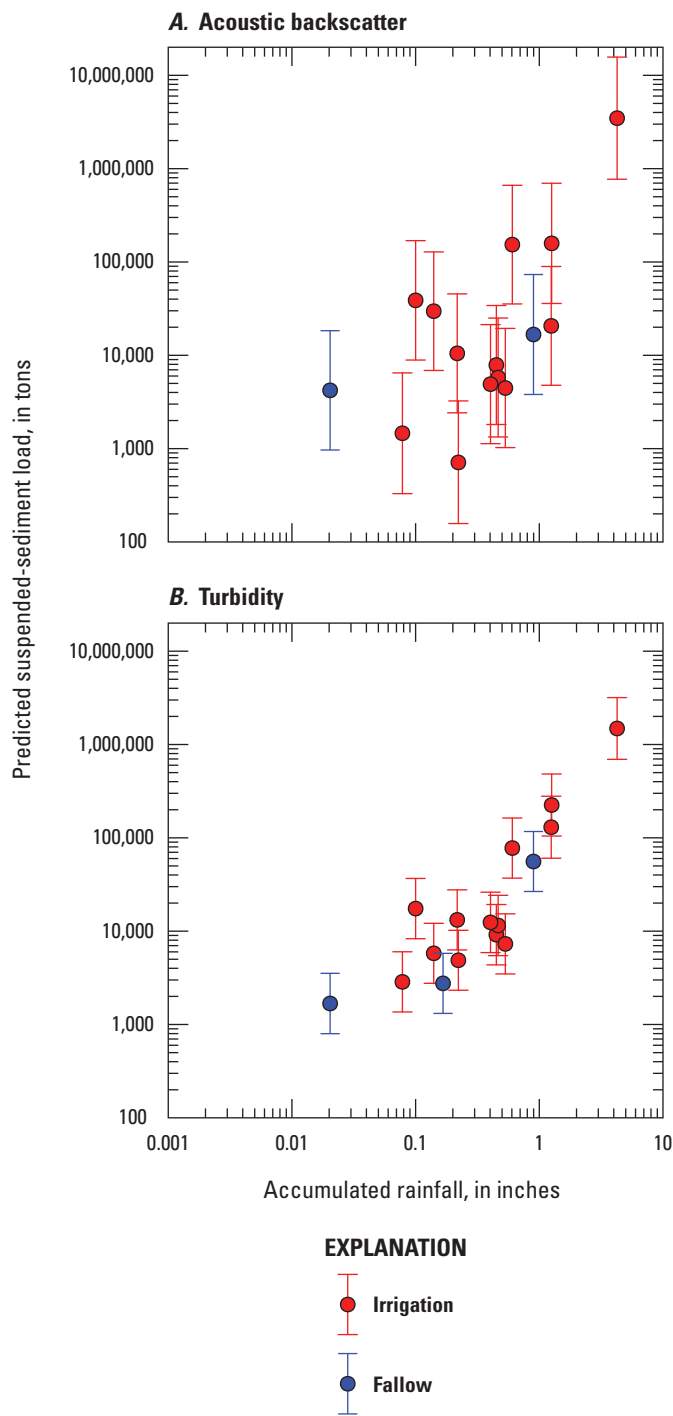 A. Acoustic backscatter
10,000,000
1,000,000
100,000
10,000
1,000
100
B. Turbidity
10,000,000
1,000,000
100,000
10,000
1,000
100
0.001 0.01 0.1 1 10
Predicted suspended-sediment load, in tons
Accumulated rainfall, in inches
EXPLANATION
Irrigation
Fallow